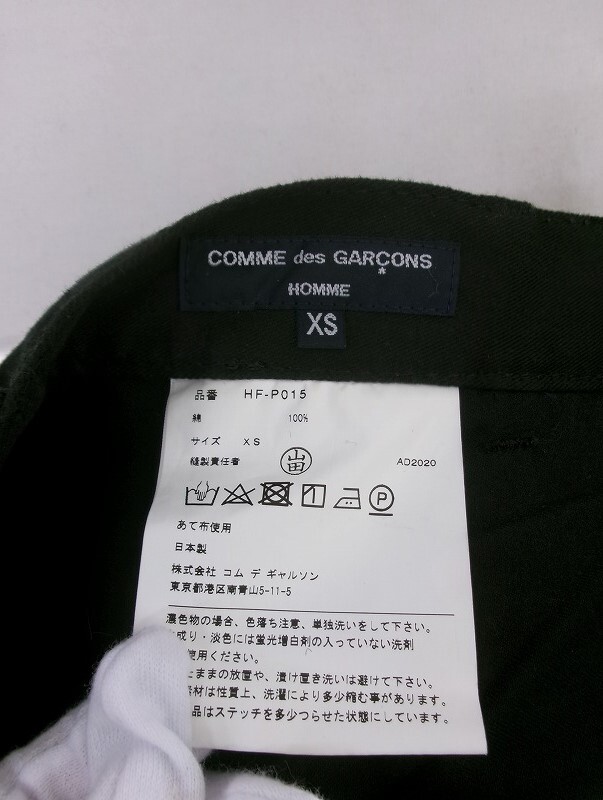 COMME des GARÇONS
HOMME
XS
品番 HF-P015
綿 100%
サイズ XS
縫製責任者 山田 AD2020
P
あて布使用
日本製
株式会社 コム デ ギャルソン
東京都港区南青山5-11-5
濃色物の場合、色落ち注意、単独洗いをして下さい。
成り・淡色には蛍光増白剤の入っていない洗剤
使用ください。
たままの放置や、漬け置き洗いは避けて下さい。
素材は性質上、洗濯により多少縮む事があります。
品はステッチを多少つらせた状態にしています。